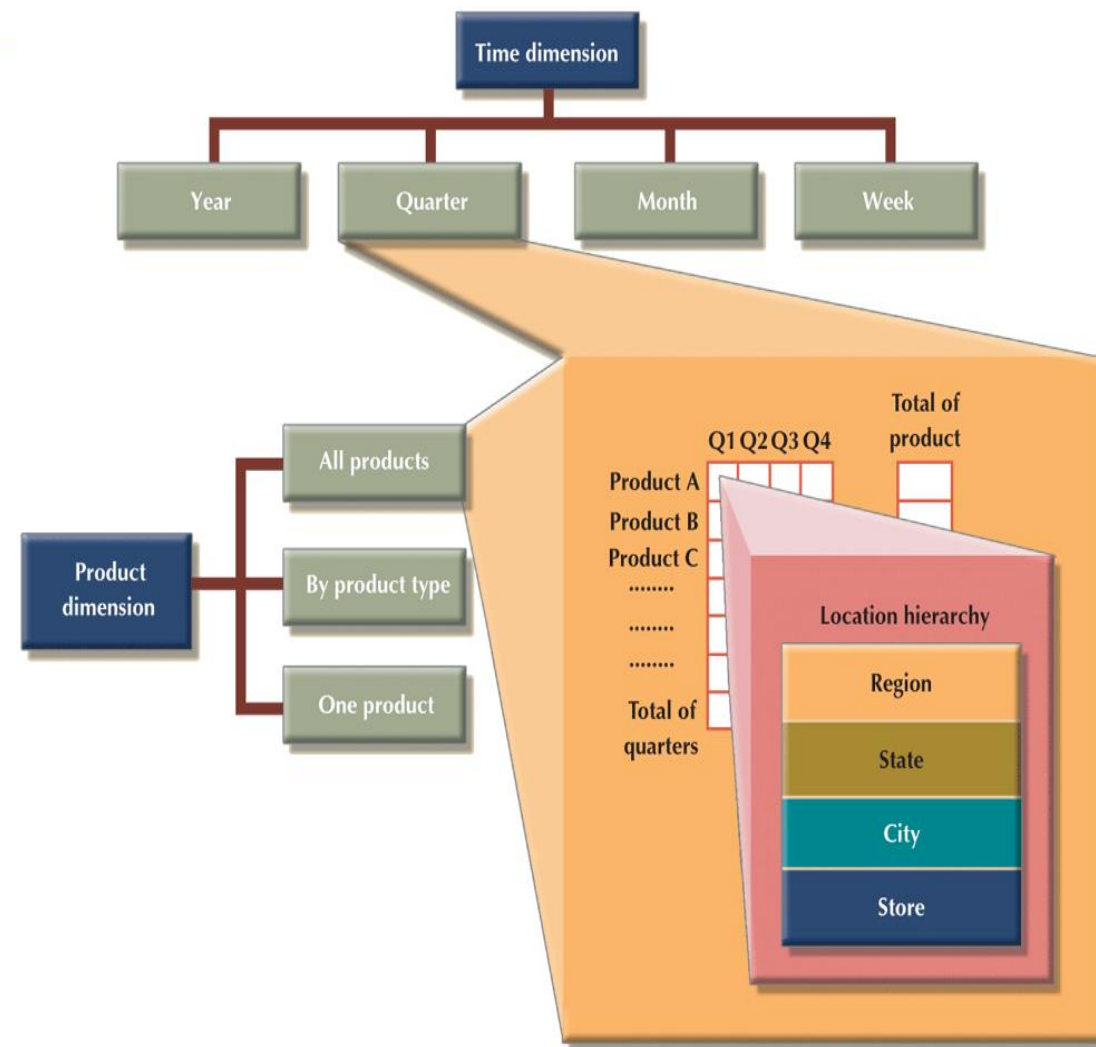 Time dimension
Year
Quarter
Month
Week
Product
dimension
All products
By product type
One product
Total of
product
Q1 Q2 Q3 Q4
Product A
Product B
Product C
........
........
........
Total of
quarters
Location hierarchy
Region
State
City
Store